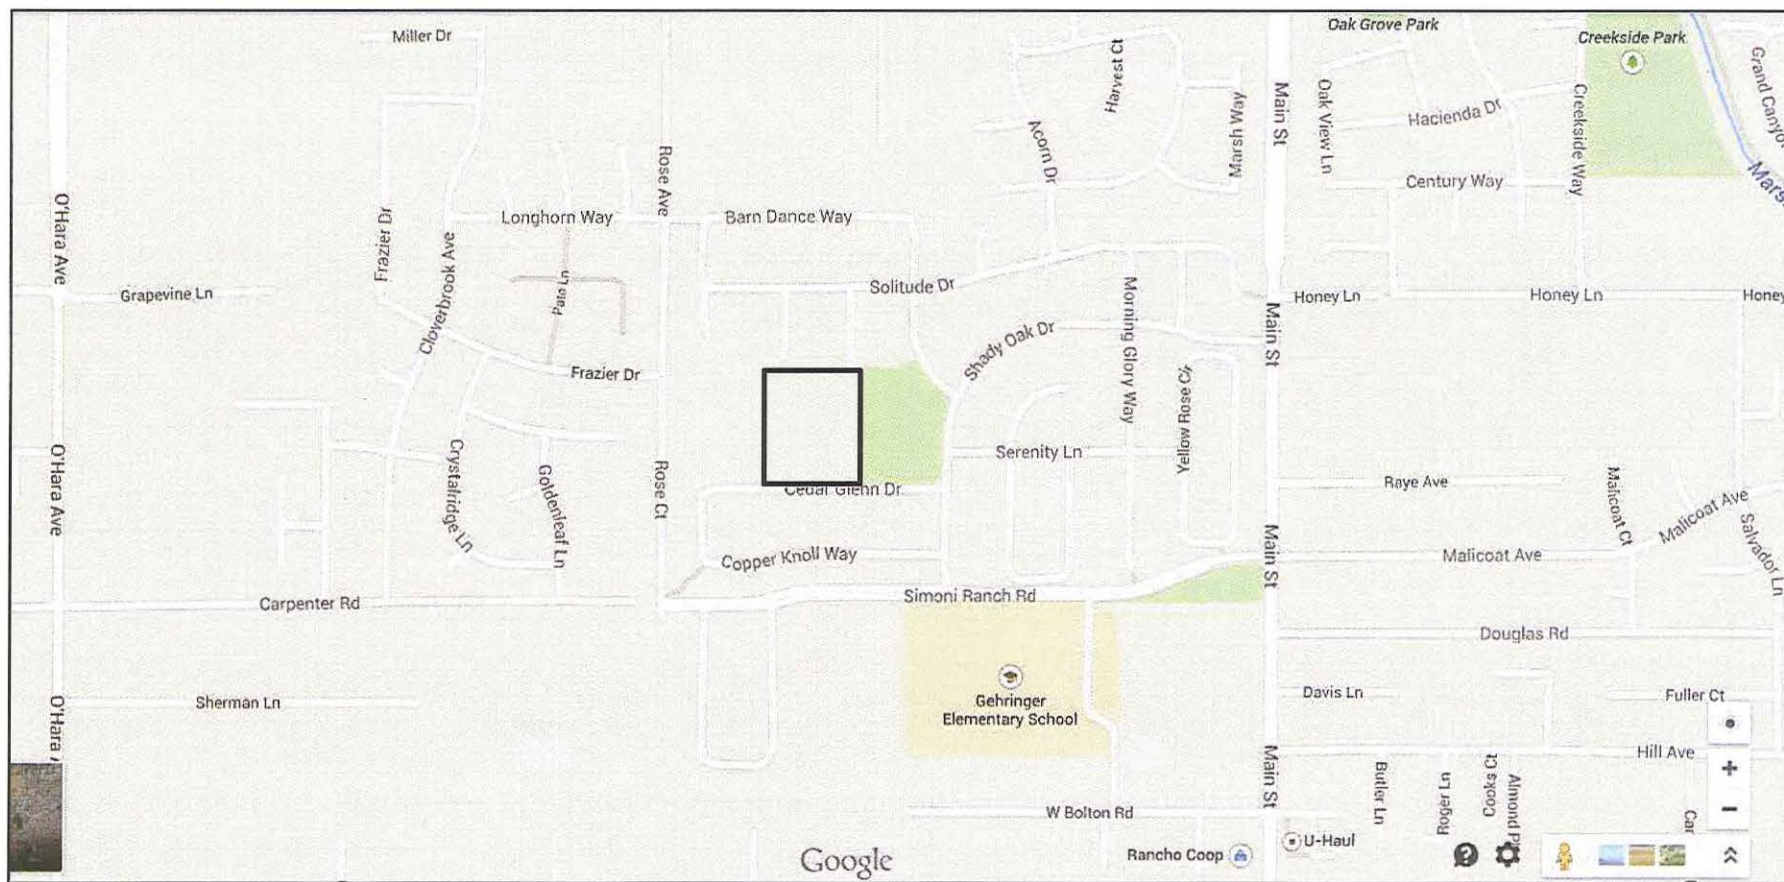 Miller Dr
Oak Grove Park
Creekside Park
Harvest Ct
Grand Canyon
Marsh Way
Main St
Oak View Ln
Hacienda Dr
Creekside Way
Acorn Dr
Rose Ave
Century Way
O'Hara Ave
Frazier Dr
Longhorn Way
Barn Dance Way
Cloverbrook Ave
Grapevine Ln
Solitude Dr
Honey Ln
Honey Ln
Honey
Morning Glory Way
Main St
Shady Oak Dr
Frazier Dr
Yellow Rose Cir
O'Hara Ave
Crystalridge Ln
Goldenleaf Ln
Rose Ct
Serenity Ln
Cedar Glenn Dr
Raye Ave
Malicoat Ct
Malicoat Ave
Salvador Ln
Copper Knoll Way
Main St
Malicoat Ave
Carpenter Rd
Simoni Ranch Rd
Douglas Rd
O'Hara
Sherman Ln
Gehringer
Elementary School
Davis Ln
Fuller Ct
Main St
Hill Ave
Butler Ln
Roger Ln
Cooks Ct
W Bolton Rd
Car
Google
Rancho Coop
U-Haul